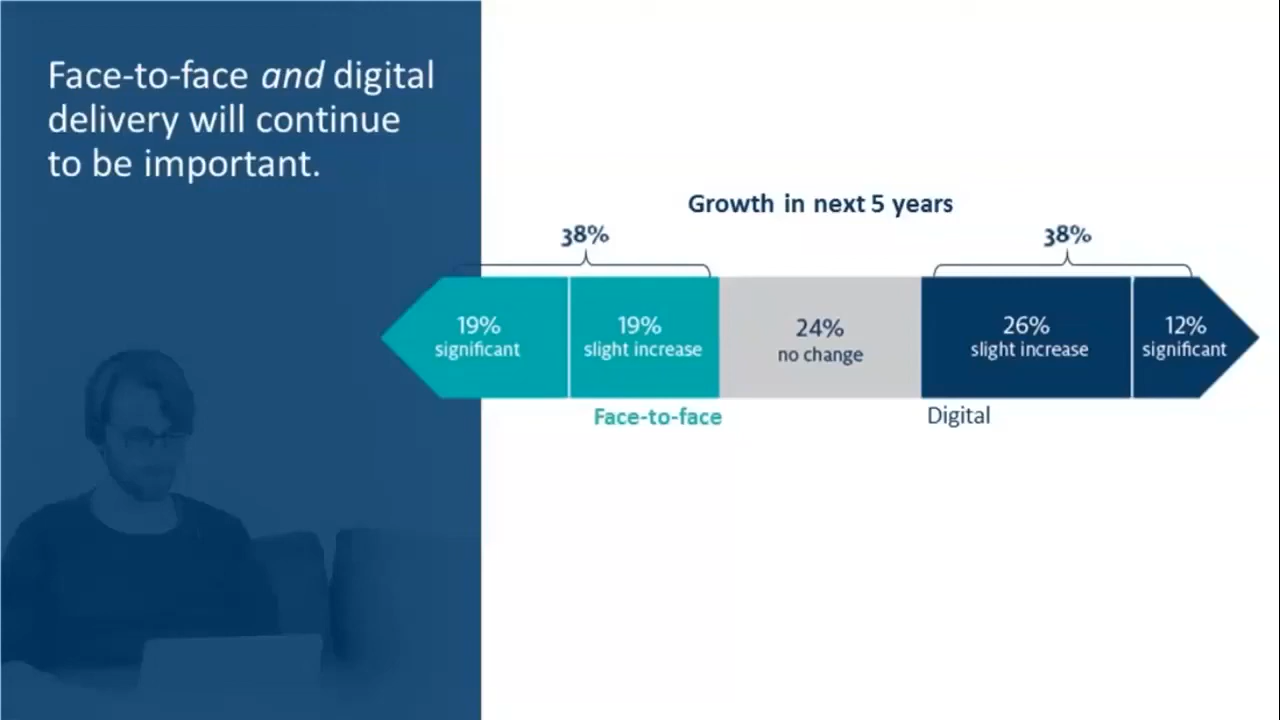 Face-to-face and digital
delivery will continue
to be important.
Growth in next 5 years
38%
38%
19%
significant
19%
slight increase
24%
no change
26%
slight increase
12%
significant
Face-to-face
Digital